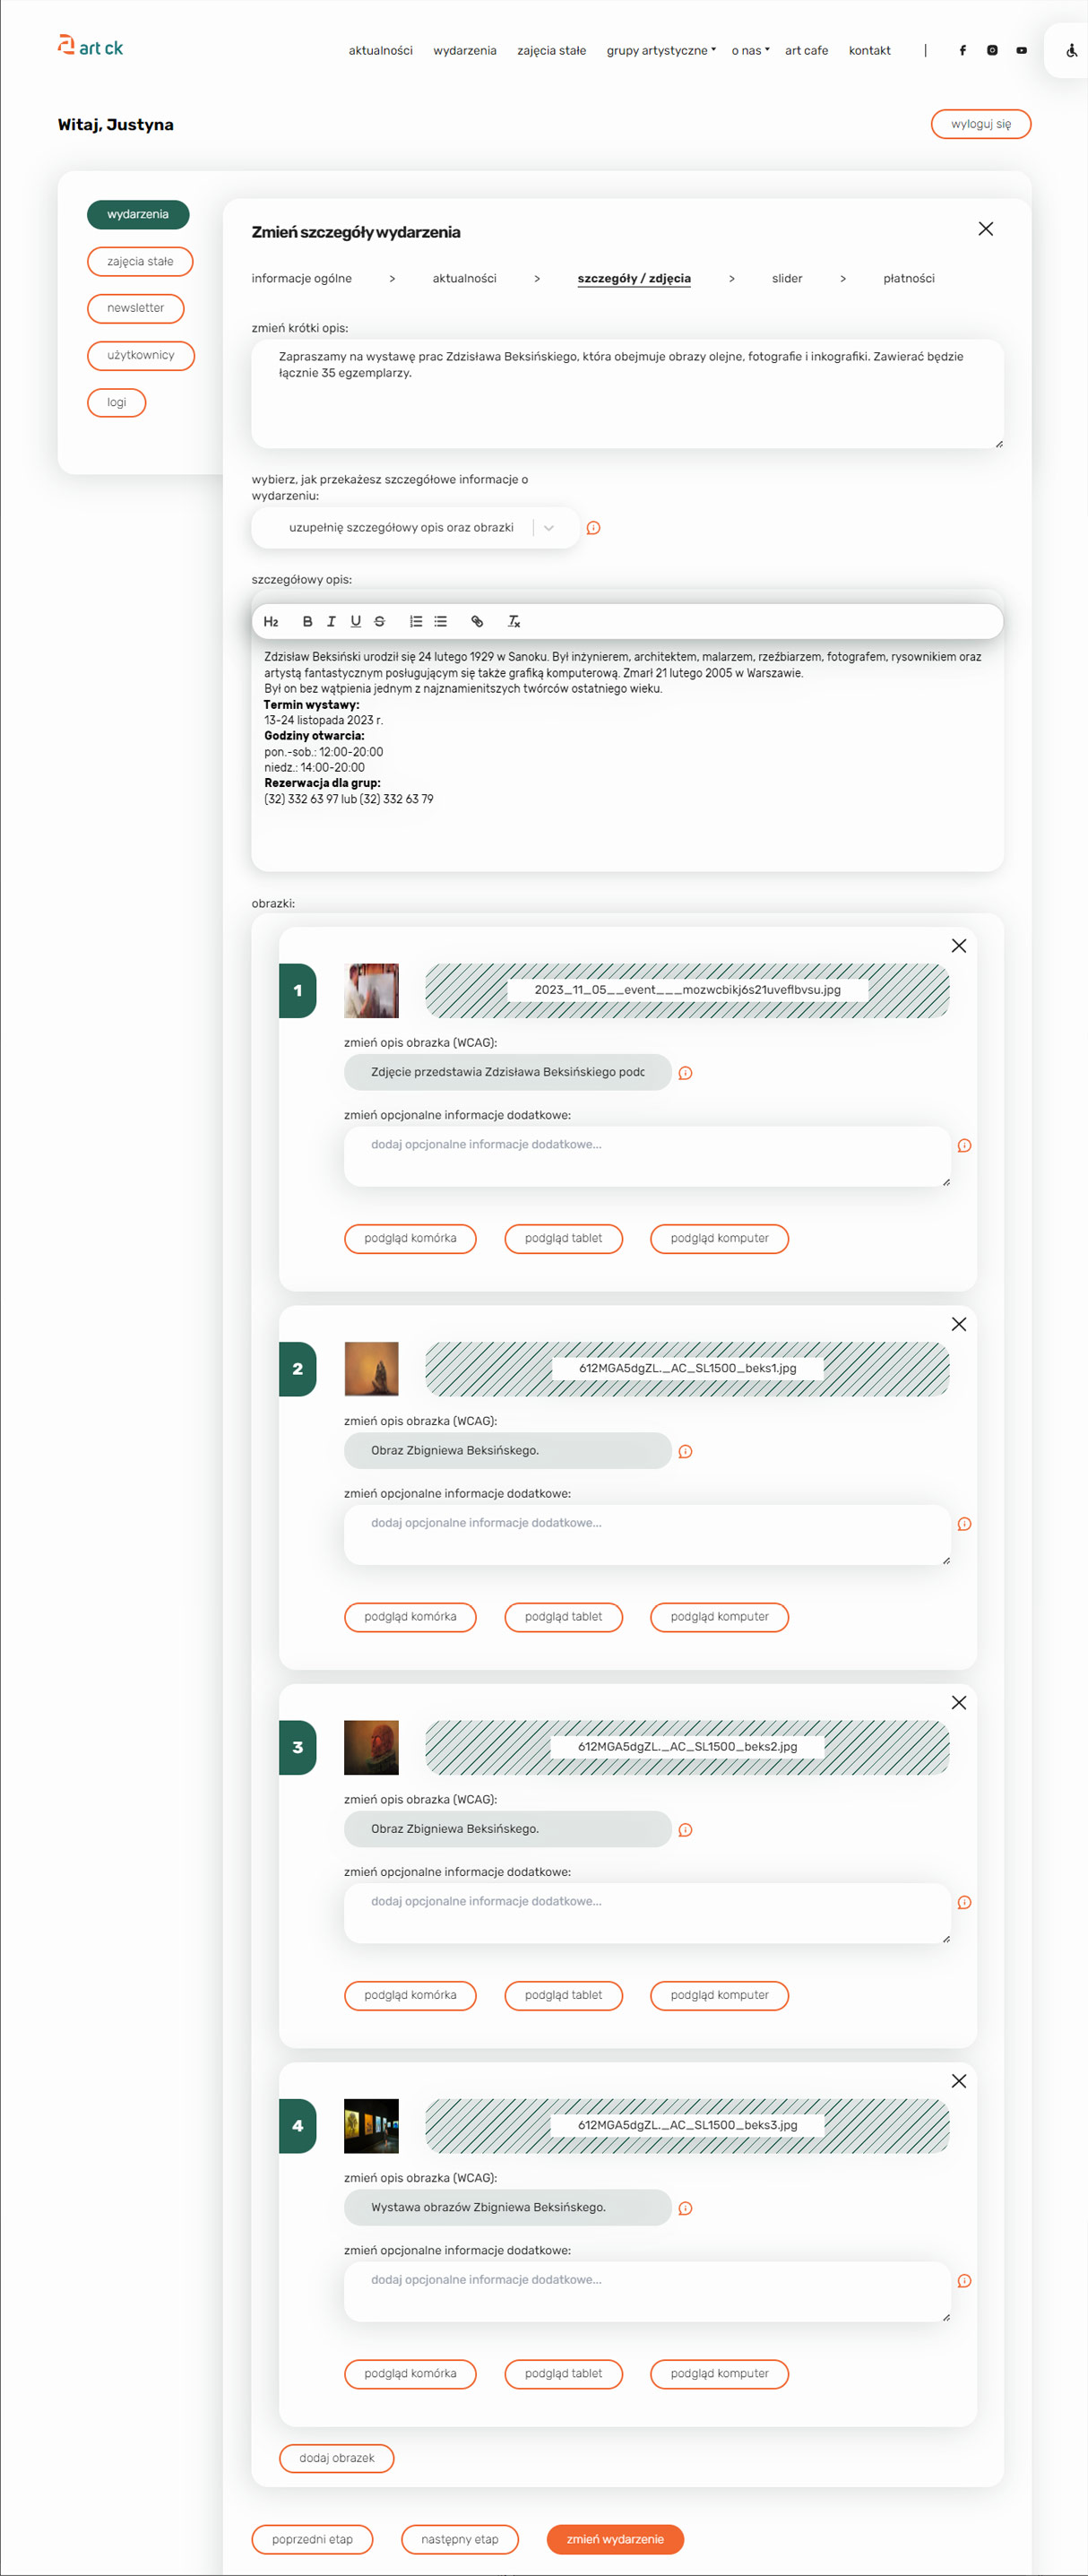 art ck
aktualności wydarzenia zajęcia stałe grupy artystyczne o nas art cafe kontakt |
Witaj, Justyna
wyloguj się
wydarzenia
zajęcia stałe
newsletter
użytkownicy
logi
Zmień szczegóły wydarzenia
informacje ogólne > aktualności > szczegóły / zdjęcia > slider > płatności
zmień krótki opis:
Zapraszamy na wystawę prac Zdzisława Beksińskiego, która obejmuje obrazy olejne, fotografie i inkografiki. Zawierać będzie
łącznie 35 egzemplarzy.
wybierz, jak przekażesz szczegółowe informacje o
wydarzeniu:
uzupełnię szczegółowy opis oraz obrazki
szczegółowy opis:
H2 B I U S
Zdzisław Beksiński urodził się 24 lutego 1929 w Sanoku. Był inżynierem, architektem, malarzem, rzeźbiarzem, fotografem, rysownikiem oraz
artystą fantastycznym posługującym się także grafiką komputerową. Zmarł 21 lutego 2005 w Warszawie.
Był on bez wątpienia jednym z najznamienitszych twórców ostatniego wieku.
Termin wystawy:
13-24 listopada 2023 r.
Godziny otwarcia:
pon.-sob.: 12:00-20:00
niedz.: 14:00-20:00
Rezerwacja dla grup:
(32) 332 63 97 lub (32) 332 63 79
obrazki:
1
2023_11_05__event___mozwcbikj6s21uveflbvsu.jpg
zmień opis obrazka (WCAG):
Zdjęcie przedstawia Zdzisława Beksińskiego podc
zmień opcjonalne informacje dodatkowe:
dodaj opcjonalne informacje dodatkowe...
podgląd komórka podgląd tablet podgląd komputer
2
612MGA5dgZL._AC_SL1500_beks1.jpg
zmień opis obrazka (WCAG):
Obraz Zbigniewa Beksińskego.
zmień opcjonalne informacje dodatkowe:
dodaj opcjonalne informacje dodatkowe...
podgląd komórka podgląd tablet podgląd komputer
3
612MGA5dgZL._AC_SL1500_beks2.jpg
zmień opis obrazka (WCAG):
Obraz Zbigniewa Beksińskego.
zmień opcjonalne informacje dodatkowe:
dodaj opcjonalne informacje dodatkowe...
podgląd komórka podgląd tablet podgląd komputer
4
612MGA5dgZL._AC_SL1500_beks3.jpg
zmień opis obrazka (WCAG):
Wystawa obrazów Zbigniewa Beksińskego.
zmień opcjonalne informacje dodatkowe:
dodaj opcjonalne informacje dodatkowe...
podgląd komórka podgląd tablet podgląd komputer
dodaj obrazek
poprzedni etap następny etap zmień wydarzenie